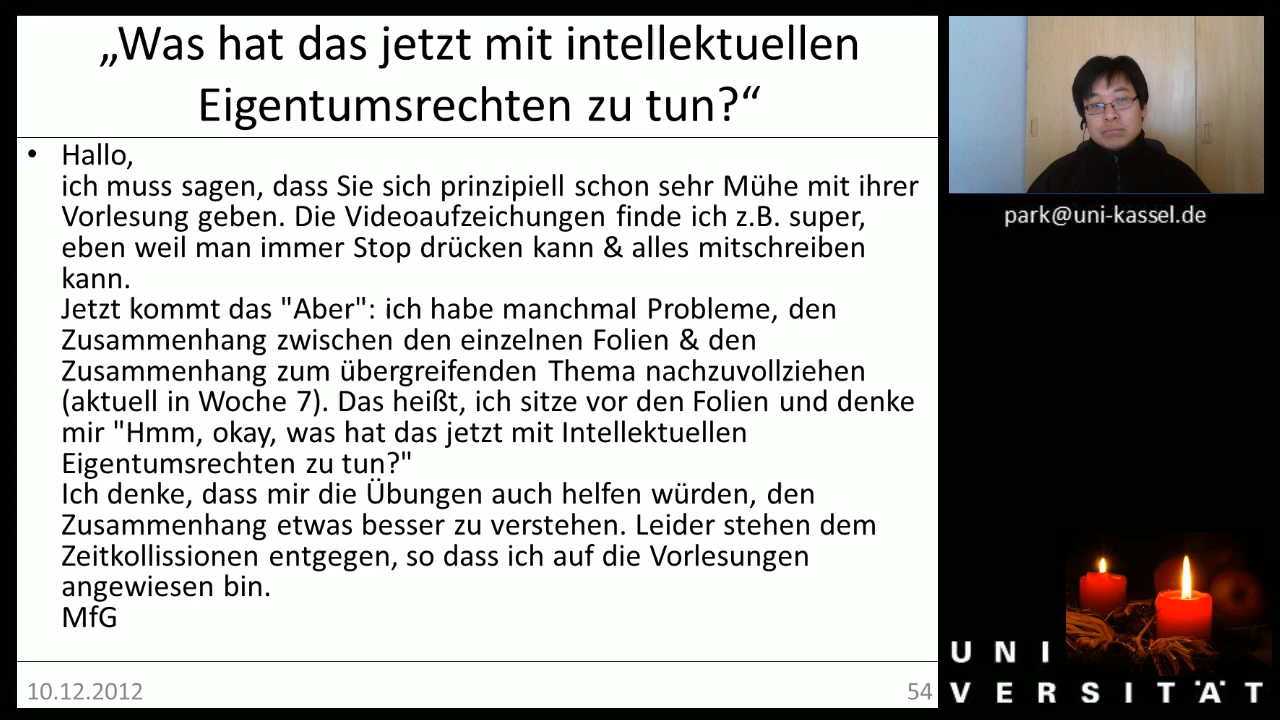 „Was hat das jetzt mit intellektuellen
Eigentumsrechten zu tun?“
• Hallo,
ich muss sagen, dass Sie sich prinzipiell schon sehr Mühe mit ihrer
Vorlesung geben. Die Videoaufzeichungen finde ich z.B. super,
eben weil man immer Stop drücken kann & alles mitschreiben
kann.
Jetzt kommt das "Aber": ich habe manchmal Probleme, den
Zusammenhang zwischen den einzelnen Folien & den
Zusammenhang zum übergreifenden Thema nachzuvollziehen
(aktuell in Woche 7). Das heißt, ich sitze vor den Folien und denke
mir "Hmm, okay, was hat das jetzt mit Intellektuellen
Eigentumsrechten zu tun?"
Ich denke, dass mir die Übungen auch helfen würden, den
Zusammenhang etwas besser zu verstehen. Leider stehen dem
Zeitkollissionen entgegen, so dass ich auf die Vorlesungen
angewiesen bin.
MfG
10.12.2012
54
park@uni-kassel.de
UNI
VERSITÄT